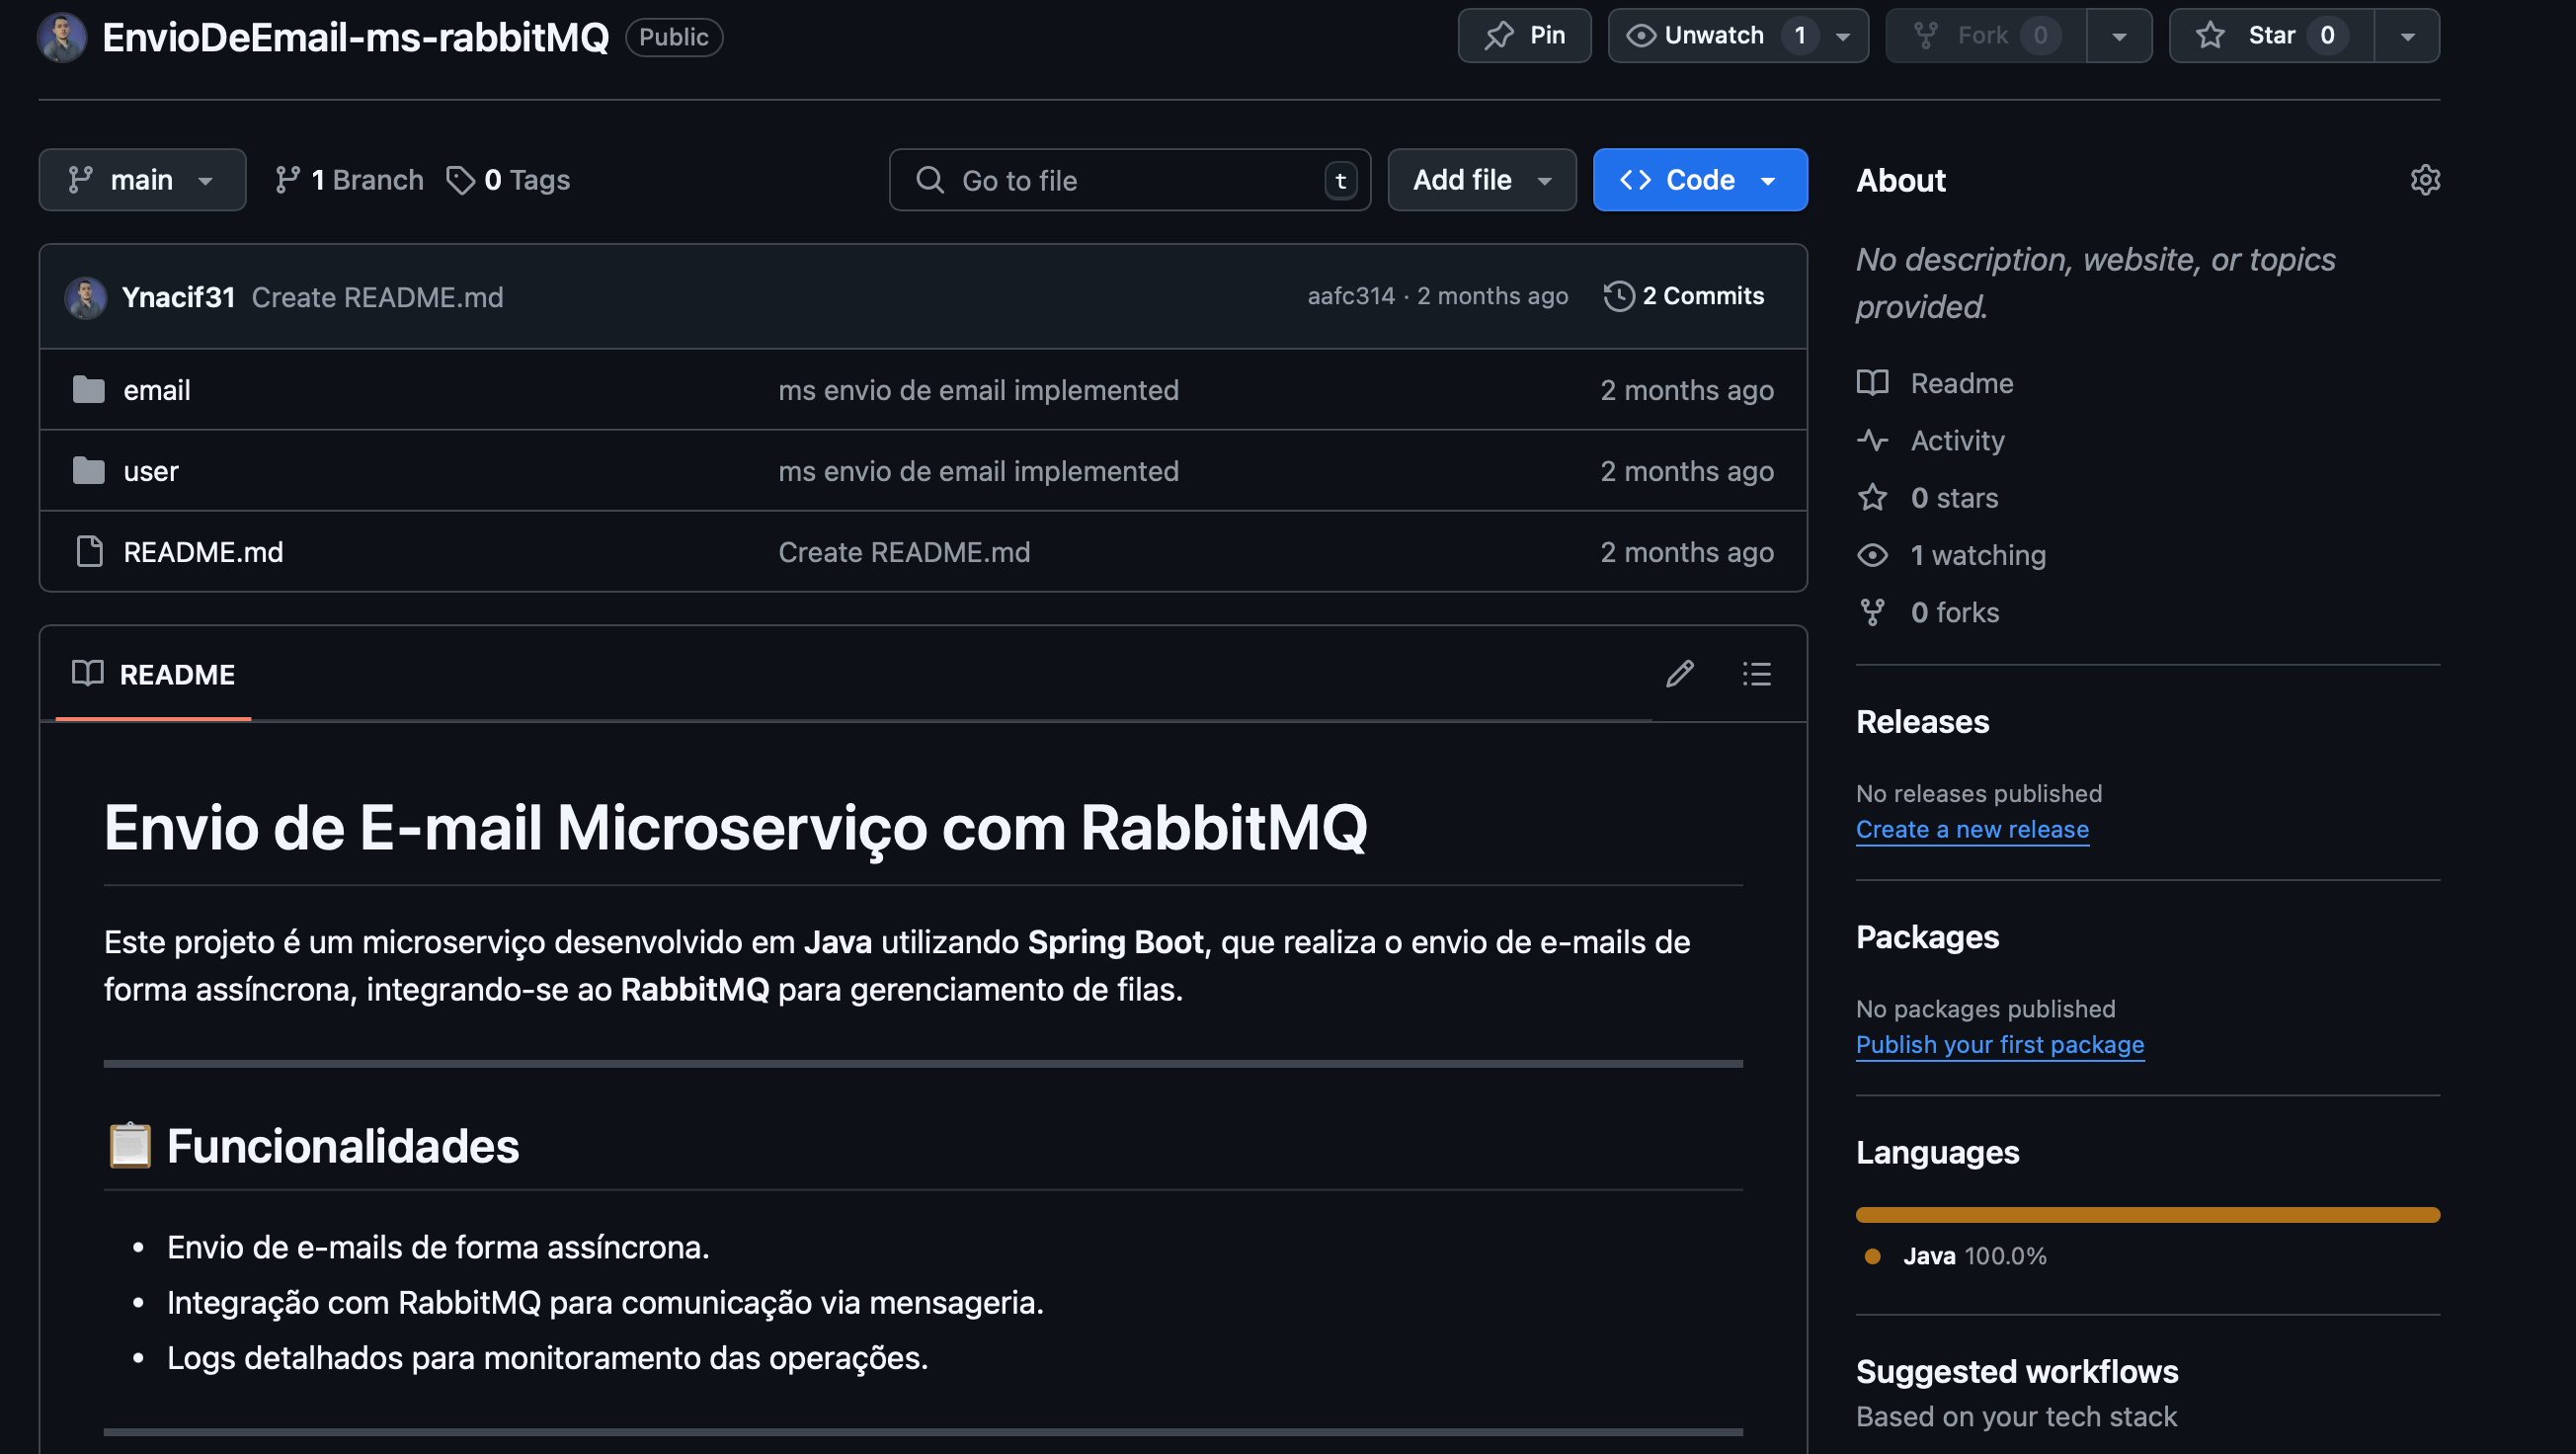 EnvioDeEmail-ms-rabbitMQ Public Pin Unwatch 1 Fork 0 Star 0
main 1 Branch 0 Tags Go to file t Add file Code
Ynacif31 Create README.md aafc314 · 2 months ago 2 Commits
email ms envio de email implemented 2 months ago
user ms envio de email implemented 2 months ago
README.md Create README.md 2 months ago
README
Envio de E-mail Microserviço com RabbitMQ
Este projeto é um microserviço desenvolvido em Java utilizando Spring Boot, que realiza o envio de e-mails de
forma assíncrona, integrando-se ao RabbitMQ para gerenciamento de filas.
Funcionalidades
• Envio de e-mails de forma assíncrona.
• Integração com RabbitMQ para comunicação via mensageria.
• Logs detalhados para monitoramento das operações.
About
No description, website, or topics
provided.
Readme
Activity
0 stars
1 watching
0 forks
Releases
No releases published
Create a new release
Packages
No packages published
Publish your first package
Languages
Java 100.0%
Suggested workflows
Based on your tech stack